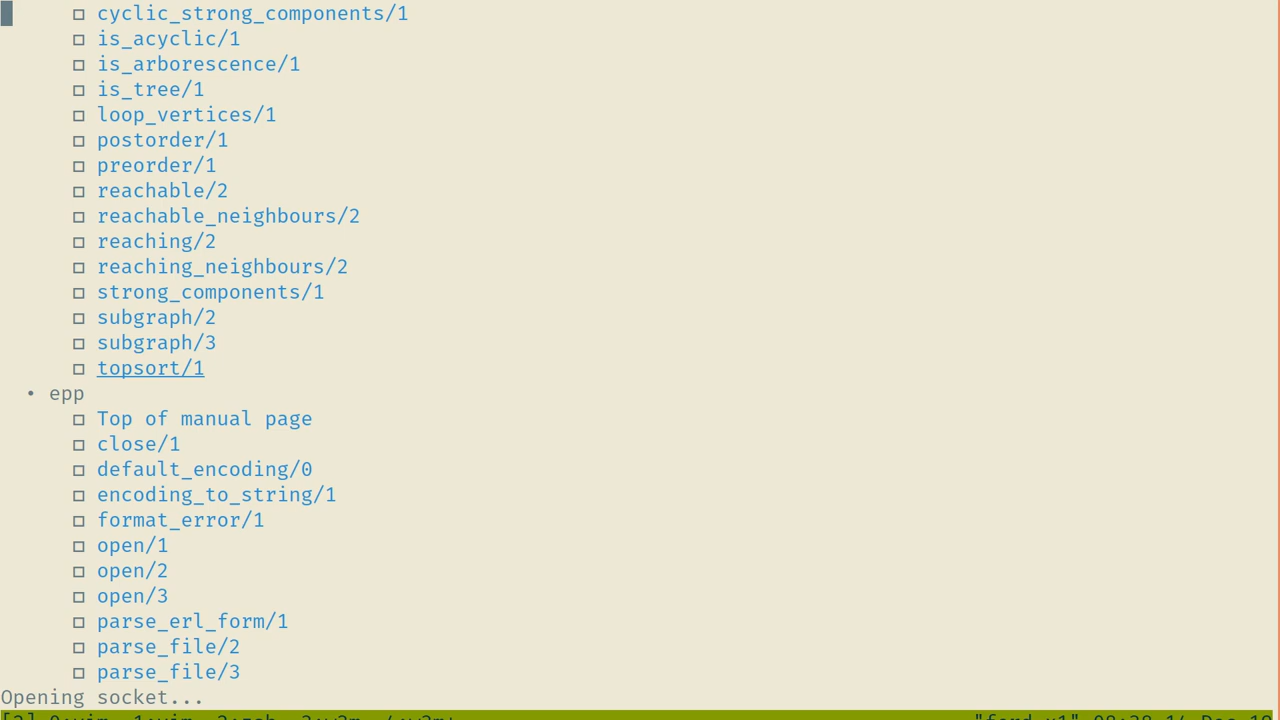 □ cyclic_strong_components/1
□ is_acyclic/1
□ is_arborescence/1
□ is_tree/1
□ loop_vertices/1
□ postorder/1
□ preorder/1
□ reachable/2
□ reachable_neighbours/2
□ reaching/2
□ reaching_neighbours/2
□ strong_components/1
□ subgraph/2
□ subgraph/3
□ topsort/1
• epp
□ Top of manual page
□ close/1
□ default_encoding/0
□ encoding_to_string/1
□ format_error/1
□ open/1
□ open/2
□ open/3
□ parse_erl_form/1
□ parse_file/2
□ parse_file/3
Opening socket...